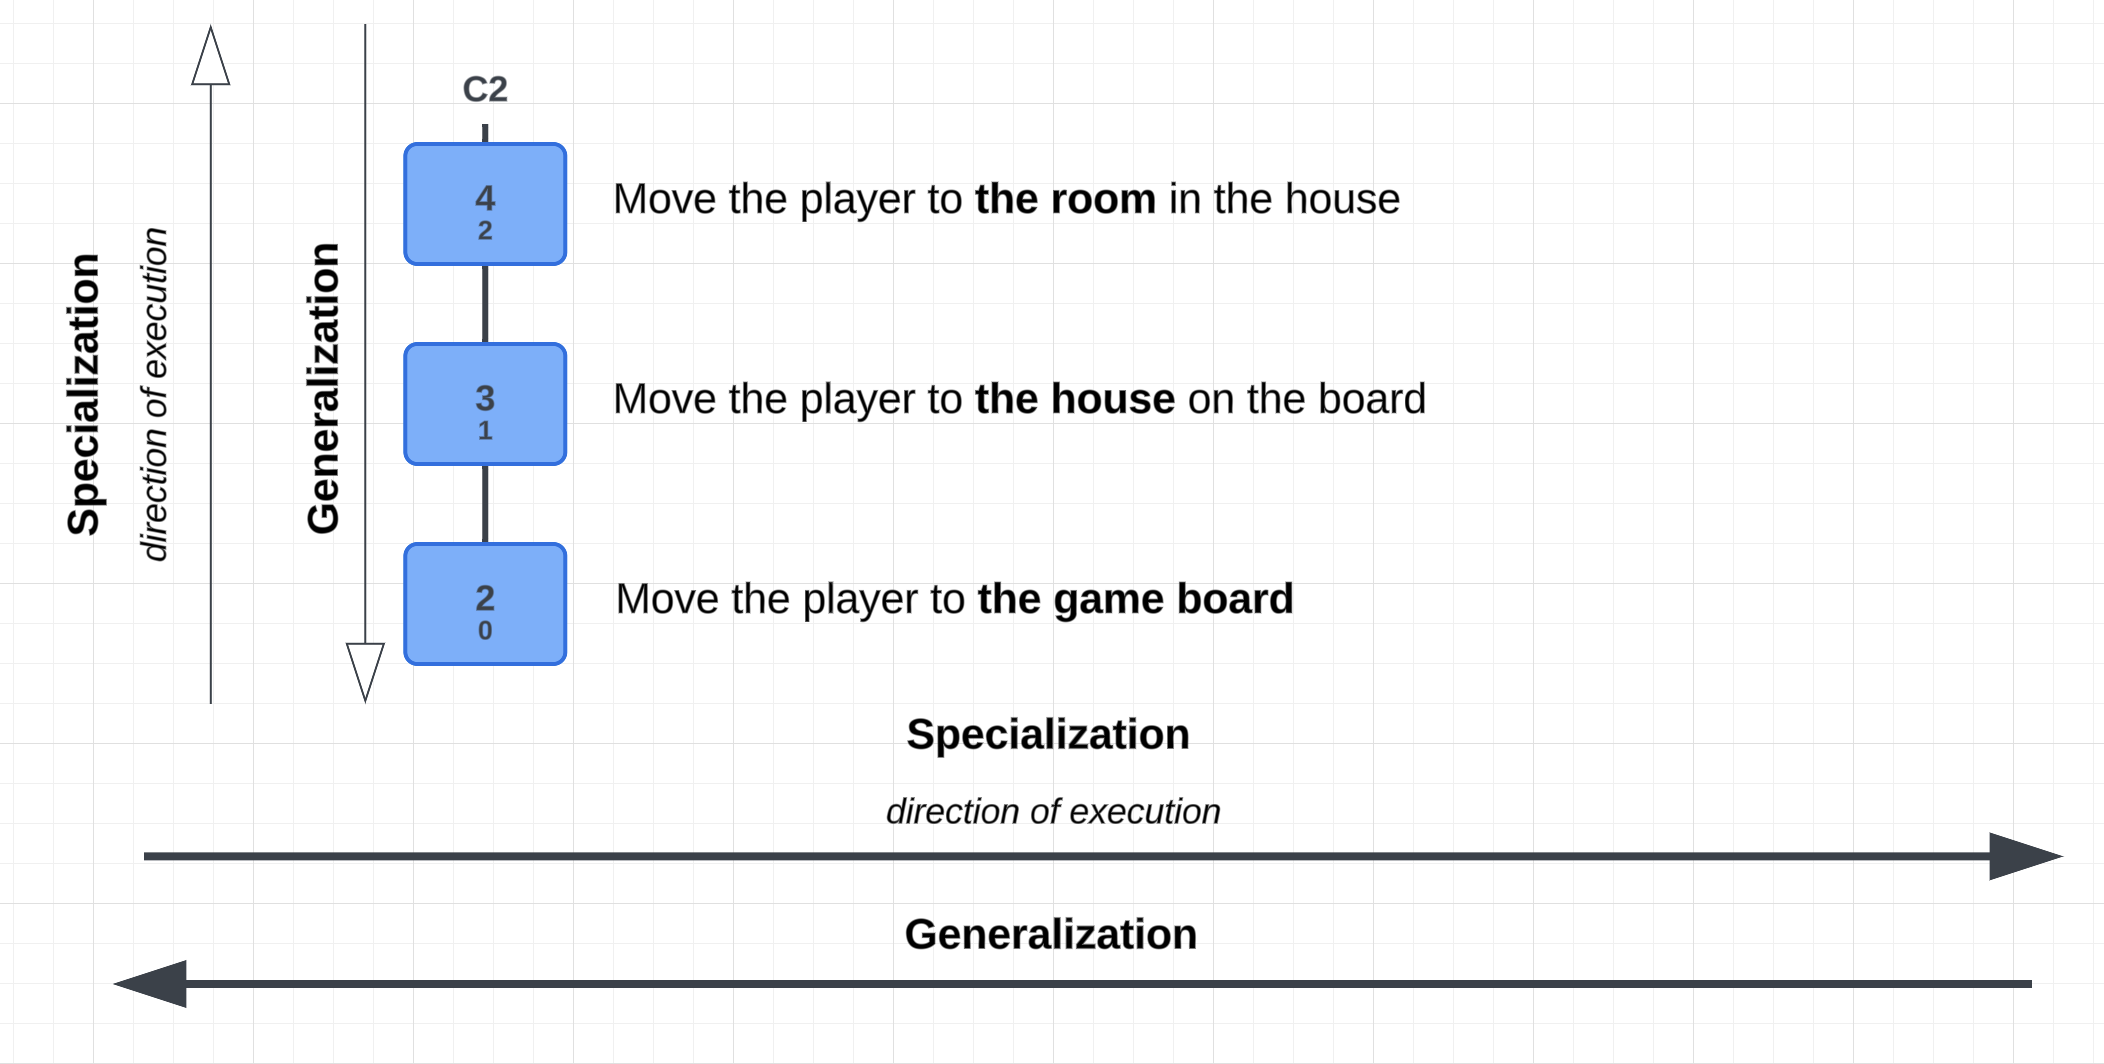 C2
4
2
Move the player to the room in the house
Specialization
direction of execution
Generalization
3
1
Move the player to the house on the board
2
0
Move the player to the game board
Specialization
direction of execution
Generalization